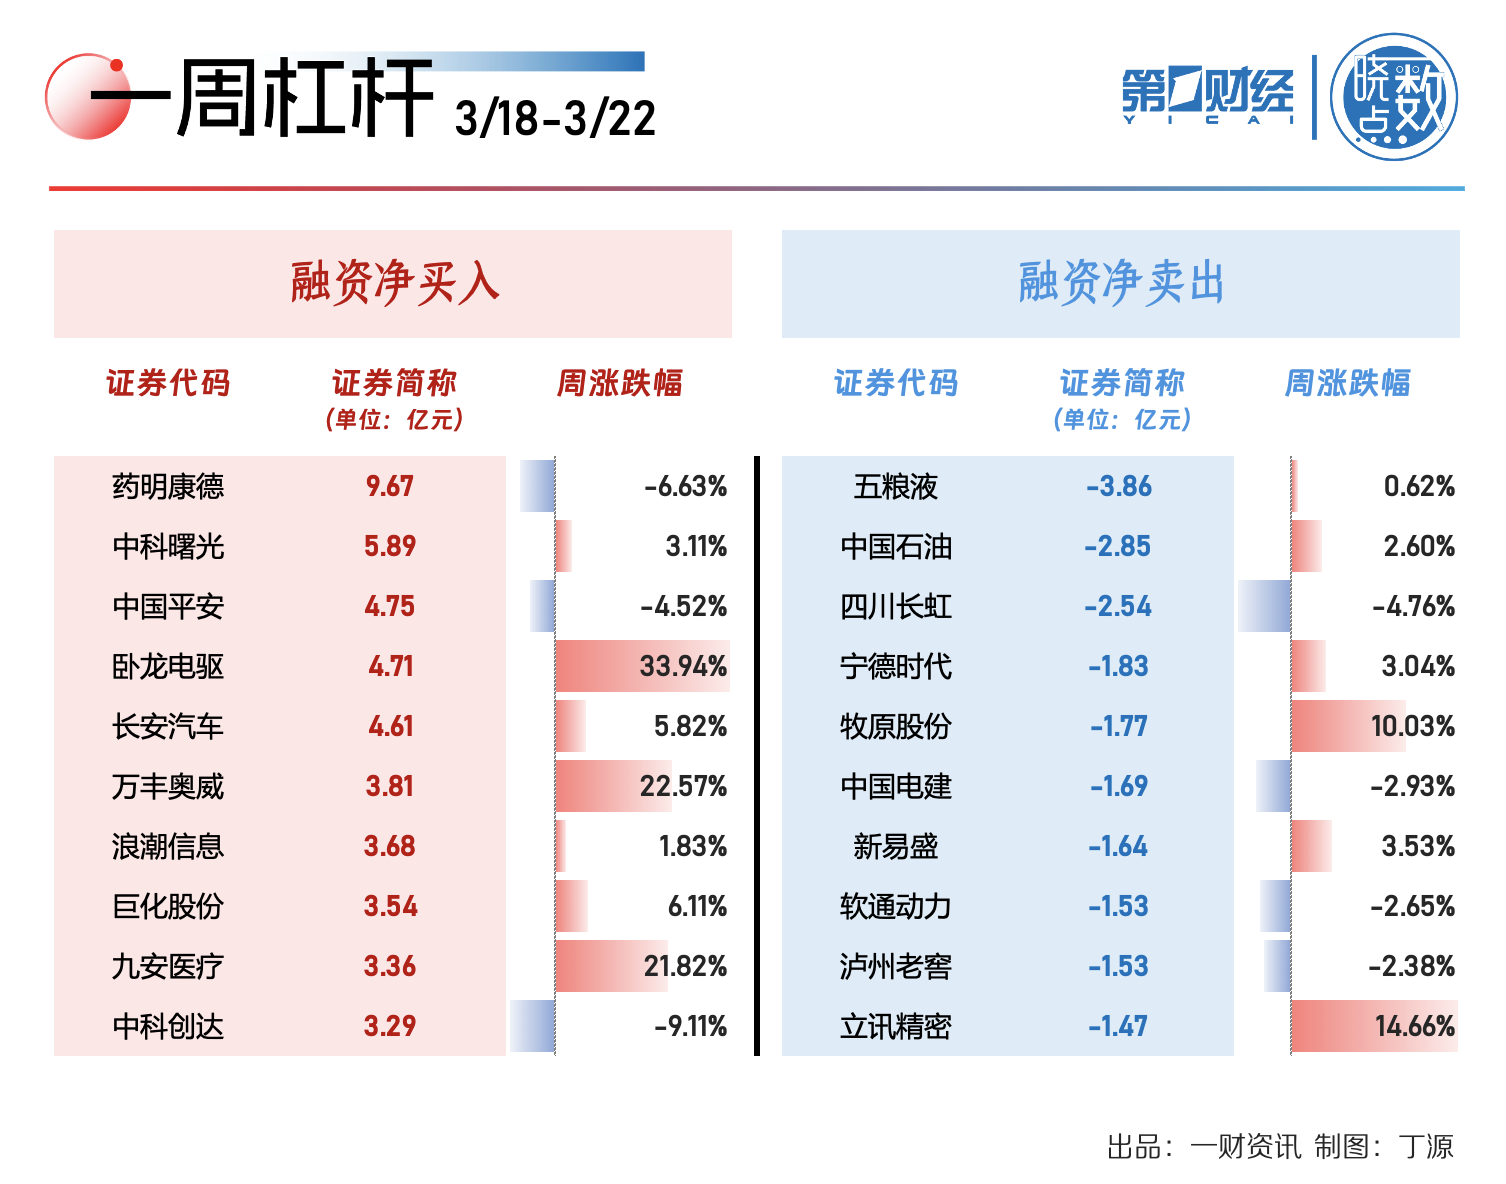 一周杠杆 3/18-3/22
第一财经
YICAI
晓数点
融资净买入 融资净卖出
证券代码 证券简称 周涨跌幅 证券代码 证券简称 周涨跌幅
(单位：亿元) (单位：亿元)
药明康德 9.67 -6.63% 五粮液 -3.86 0.62%
中科曙光 5.89 3.11% 中国石油 -2.85 2.60%
中国平安 4.75 -4.52% 四川长虹 -2.54 -4.76%
卧龙电驱 4.71 33.94% 宁德时代 -1.83 3.04%
长安汽车 4.61 5.82% 牧原股份 -1.77 10.03%
万丰奥威 3.81 22.57% 中国电建 -1.69 -2.93%
浪潮信息 3.68 1.83% 新易盛 -1.64 3.53%
巨化股份 3.54 6.11% 软通动力 -1.53 -2.65%
九安医疗 3.36 21.82% 泸州老窖 -1.53 -2.38%
中科创达 3.29 -9.11% 立讯精密 -1.47 14.66%
出品：一财资讯 制图：丁源